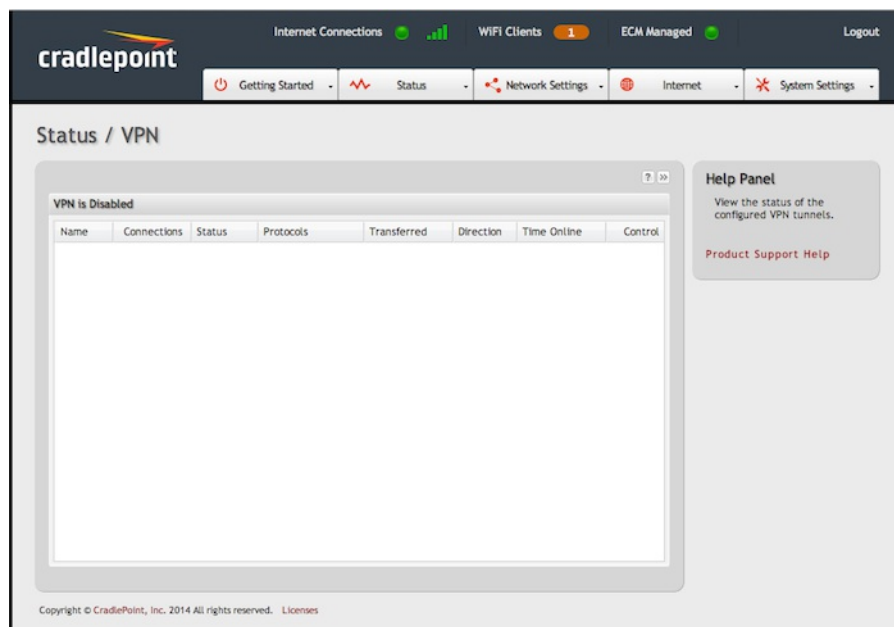 cradlepoint
Internet Connections
WiFi Clients 1
ECM Managed
Logout
Getting Started
Status
Network Settings
Internet
System Settings
Status / VPN
? »
VPN is Disabled
Name Connections Status Protocols Transferred Direction Time Online Control
Help Panel
View the status of the
configured VPN tunnels.
Product Support Help
Copyright © CradlePoint, Inc. 2014 All rights reserved. Licenses